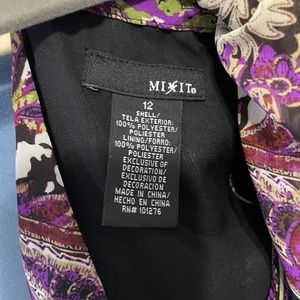 MIXIT®
12
SHELL/
TELA EXTERIOR:
100% POLYESTER/
POLIESTER
LINING/FORRO:
100% POLYESTER/
POLIESTER
EXCLUSIVE OF
DECORATION/
EXCLUSIVO DE
DECORACION
MADE IN CHINA/
HECHO EN CHINA
RN# 101276